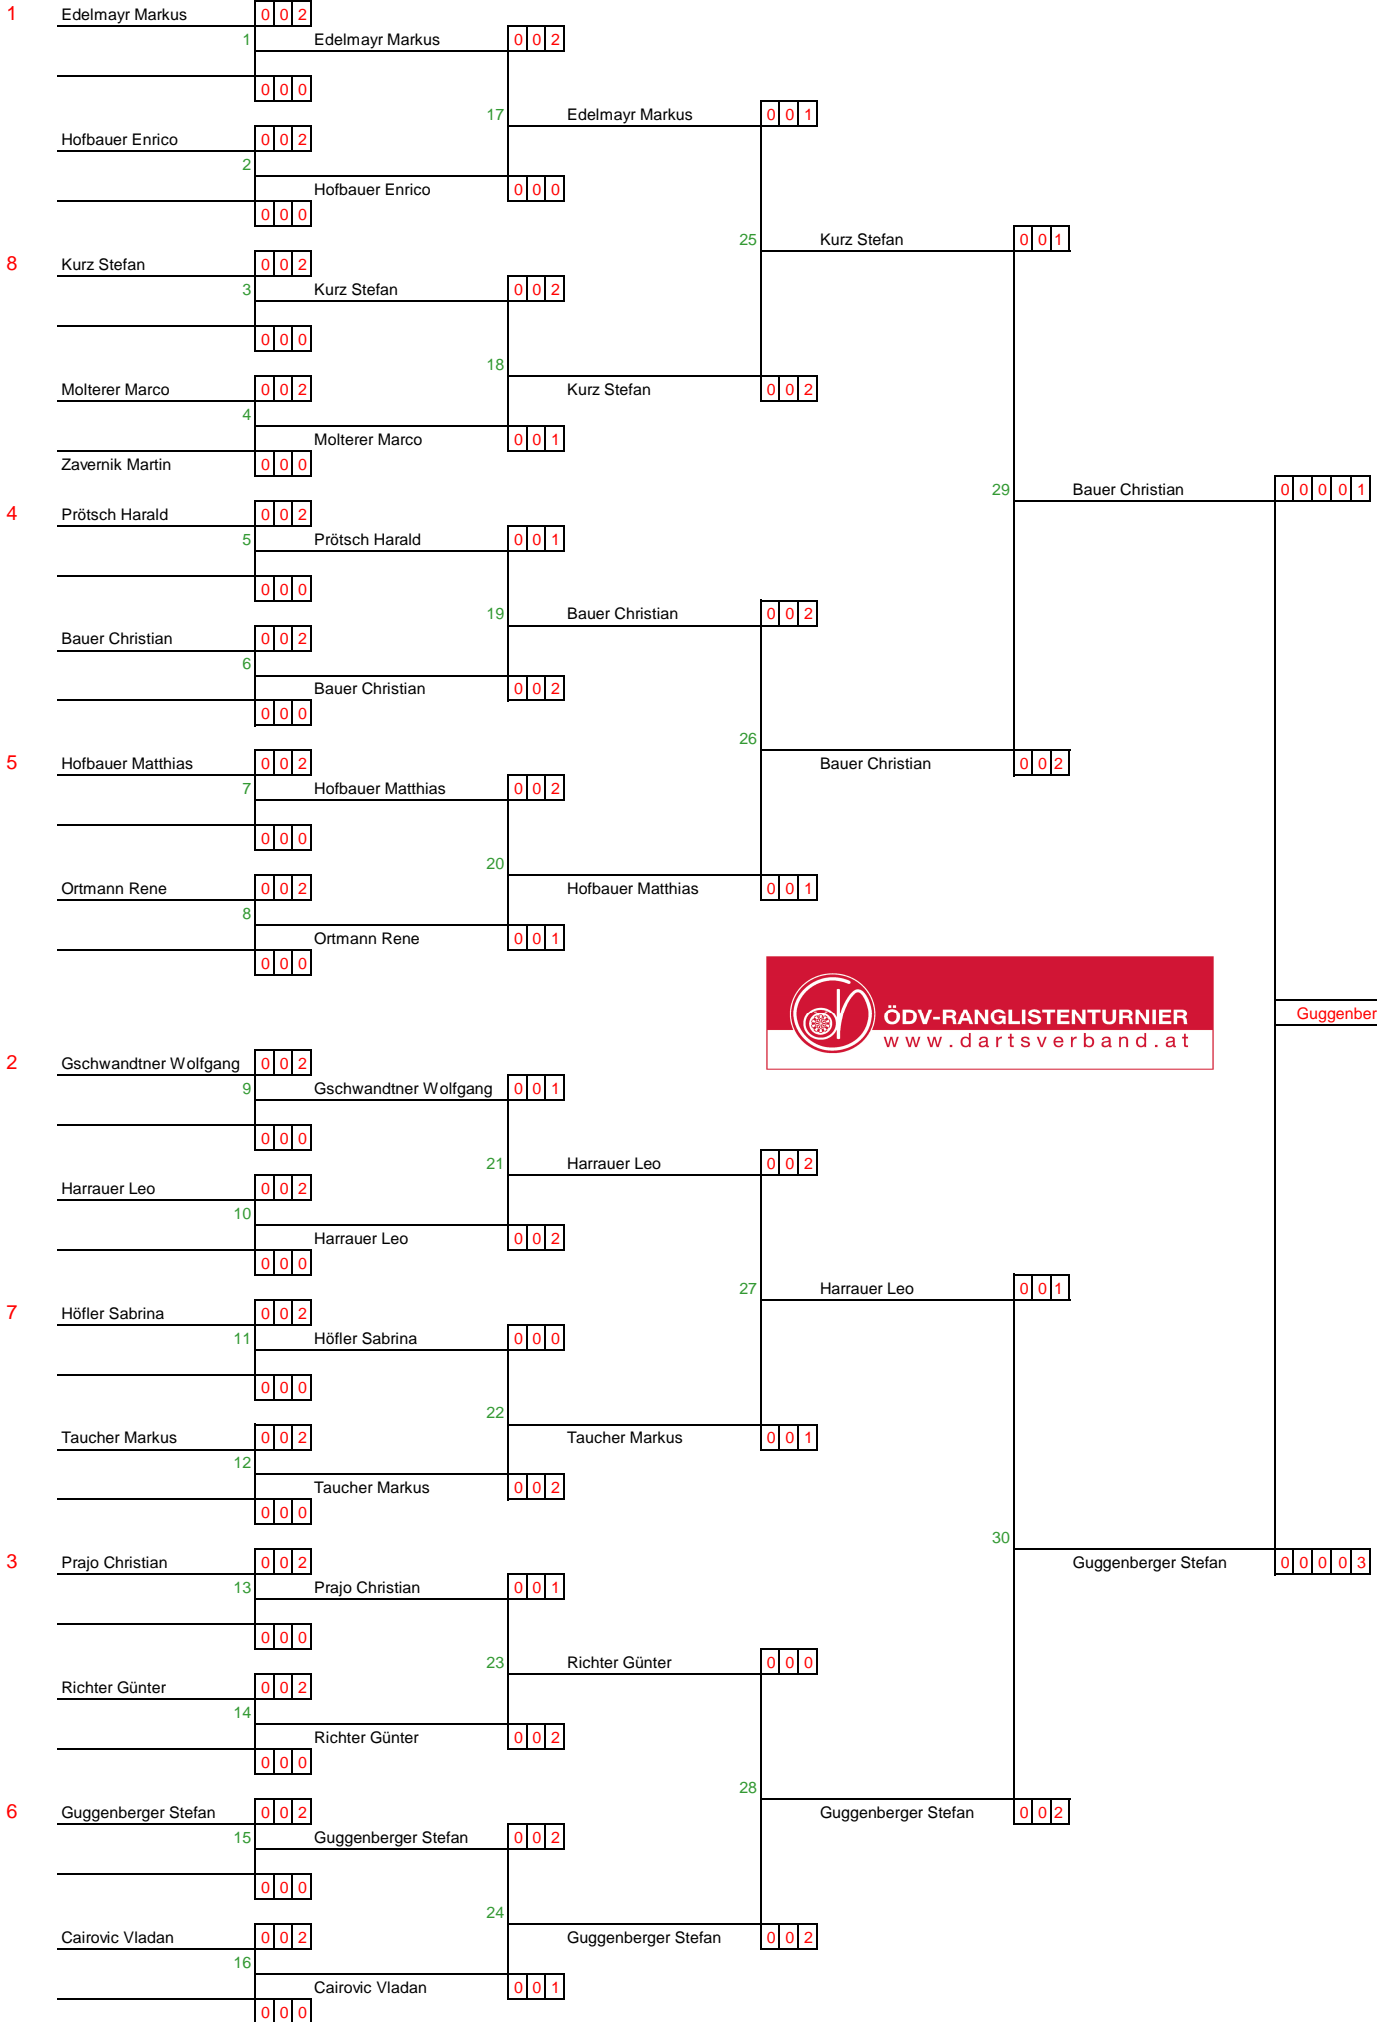 1 Edelmayr Markus 0 0 2
1 Edelmayr Markus 0 0 2
0 0 0
17 Edelmayr Markus 0 0 1
Hofbauer Enrico 0 0 2
2
Hofbauer Enrico 0 0 0
0 0 0
25 Kurz Stefan 0 0 1
8 Kurz Stefan 0 0 2
3 Kurz Stefan 0 0 2
0 0 0
18
Molterer Marco 0 0 2 Kurz Stefan 0 0 2
4
Molterer Marco 0 0 1
Zavernik Martin 0 0 0
29 Bauer Christian 0 0 0 0 1
4 Prötsch Harald 0 0 2
5 Prötsch Harald 0 0 1
0 0 0
19 Bauer Christian 0 0 2
Bauer Christian 0 0 2
6
Bauer Christian 0 0 2
0 0 0
26
5 Hofbauer Matthias 0 0 2 Bauer Christian 0 0 2
7 Hofbauer Matthias 0 0 2
0 0 0
20
Ortmann Rene 0 0 2 Hofbauer Matthias 0 0 1
8
Ortmann Rene 0 0 1
0 0 0
ÖDV-RANGLISTENTURNIER
Guggenber
www.dartsverband.at
2 Gschwandtner Wolfgang 0 0 2
9 Gschwandtner Wolfgang 0 0 1
0 0 0
21 Harrauer Leo 0 0 2
Harrauer Leo 0 0 2
10
Harrauer Leo 0 0 2
0 0 0
27 Harrauer Leo 0 0 1
7 Höfler Sabrina 0 0 2
11 Höfler Sabrina 0 0 0
0 0 0
22
Taucher Markus 0 0 2 Taucher Markus 0 0 1
12
Taucher Markus 0 0 2
0 0 0
30
3 Prajo Christian 0 0 2 Guggenberger Stefan 0 0 0 0 3
13 Prajo Christian 0 0 1
0 0 0
23 Richter Günter 0 0 0
Richter Günter 0 0 2
14
Richter Günter 0 0 2
0 0 0
28
6 Guggenberger Stefan 0 0 2 Guggenberger Stefan 0 0 2
15 Guggenberger Stefan 0 0 2
0 0 0
24
Cairovic Vladan 0 0 2 Guggenberger Stefan 0 0 2
16
Cairovic Vladan 0 0 1
0 0 0